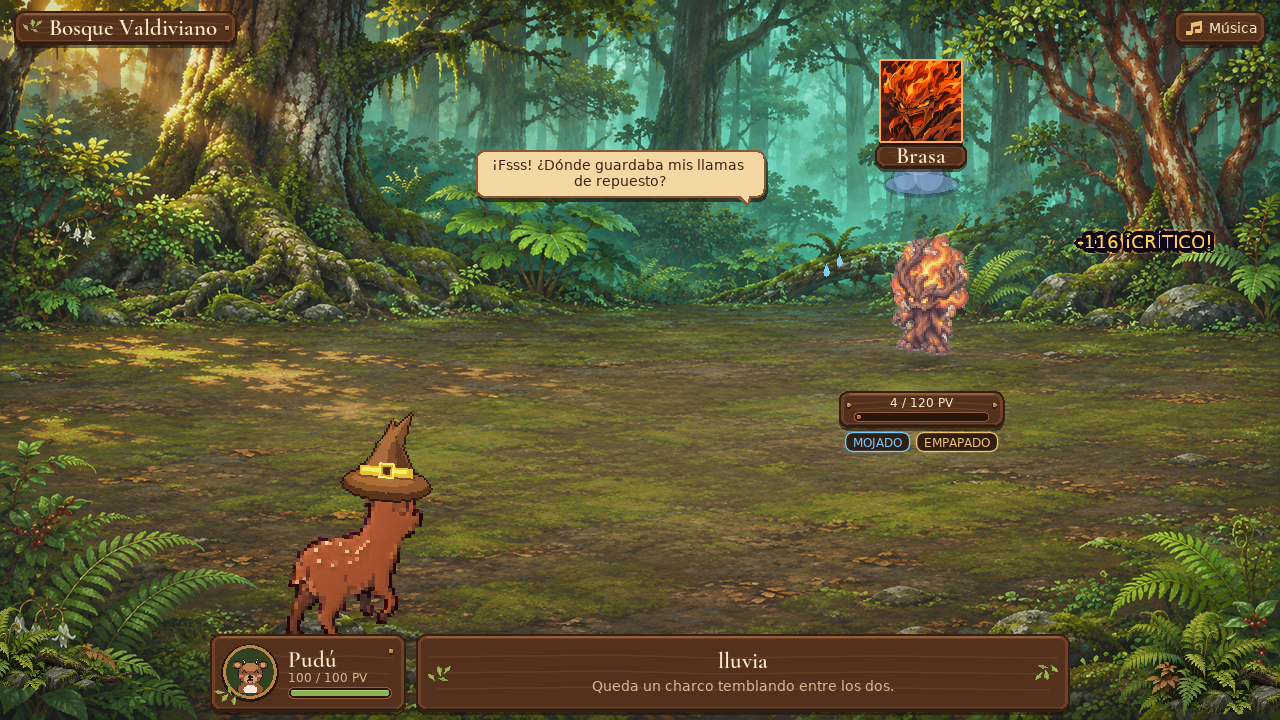 Bosque Valdiviano
Música
Brasa
¡Fsss! ¿Dónde guardaba mis llamas
de repuesto?
-116 ¡CRÍTICO!
4 / 120 PV
MOJADO
EMPAPADO
Pudú
100 / 100 PV
lluvia
Queda un charco temblando entre los dos.